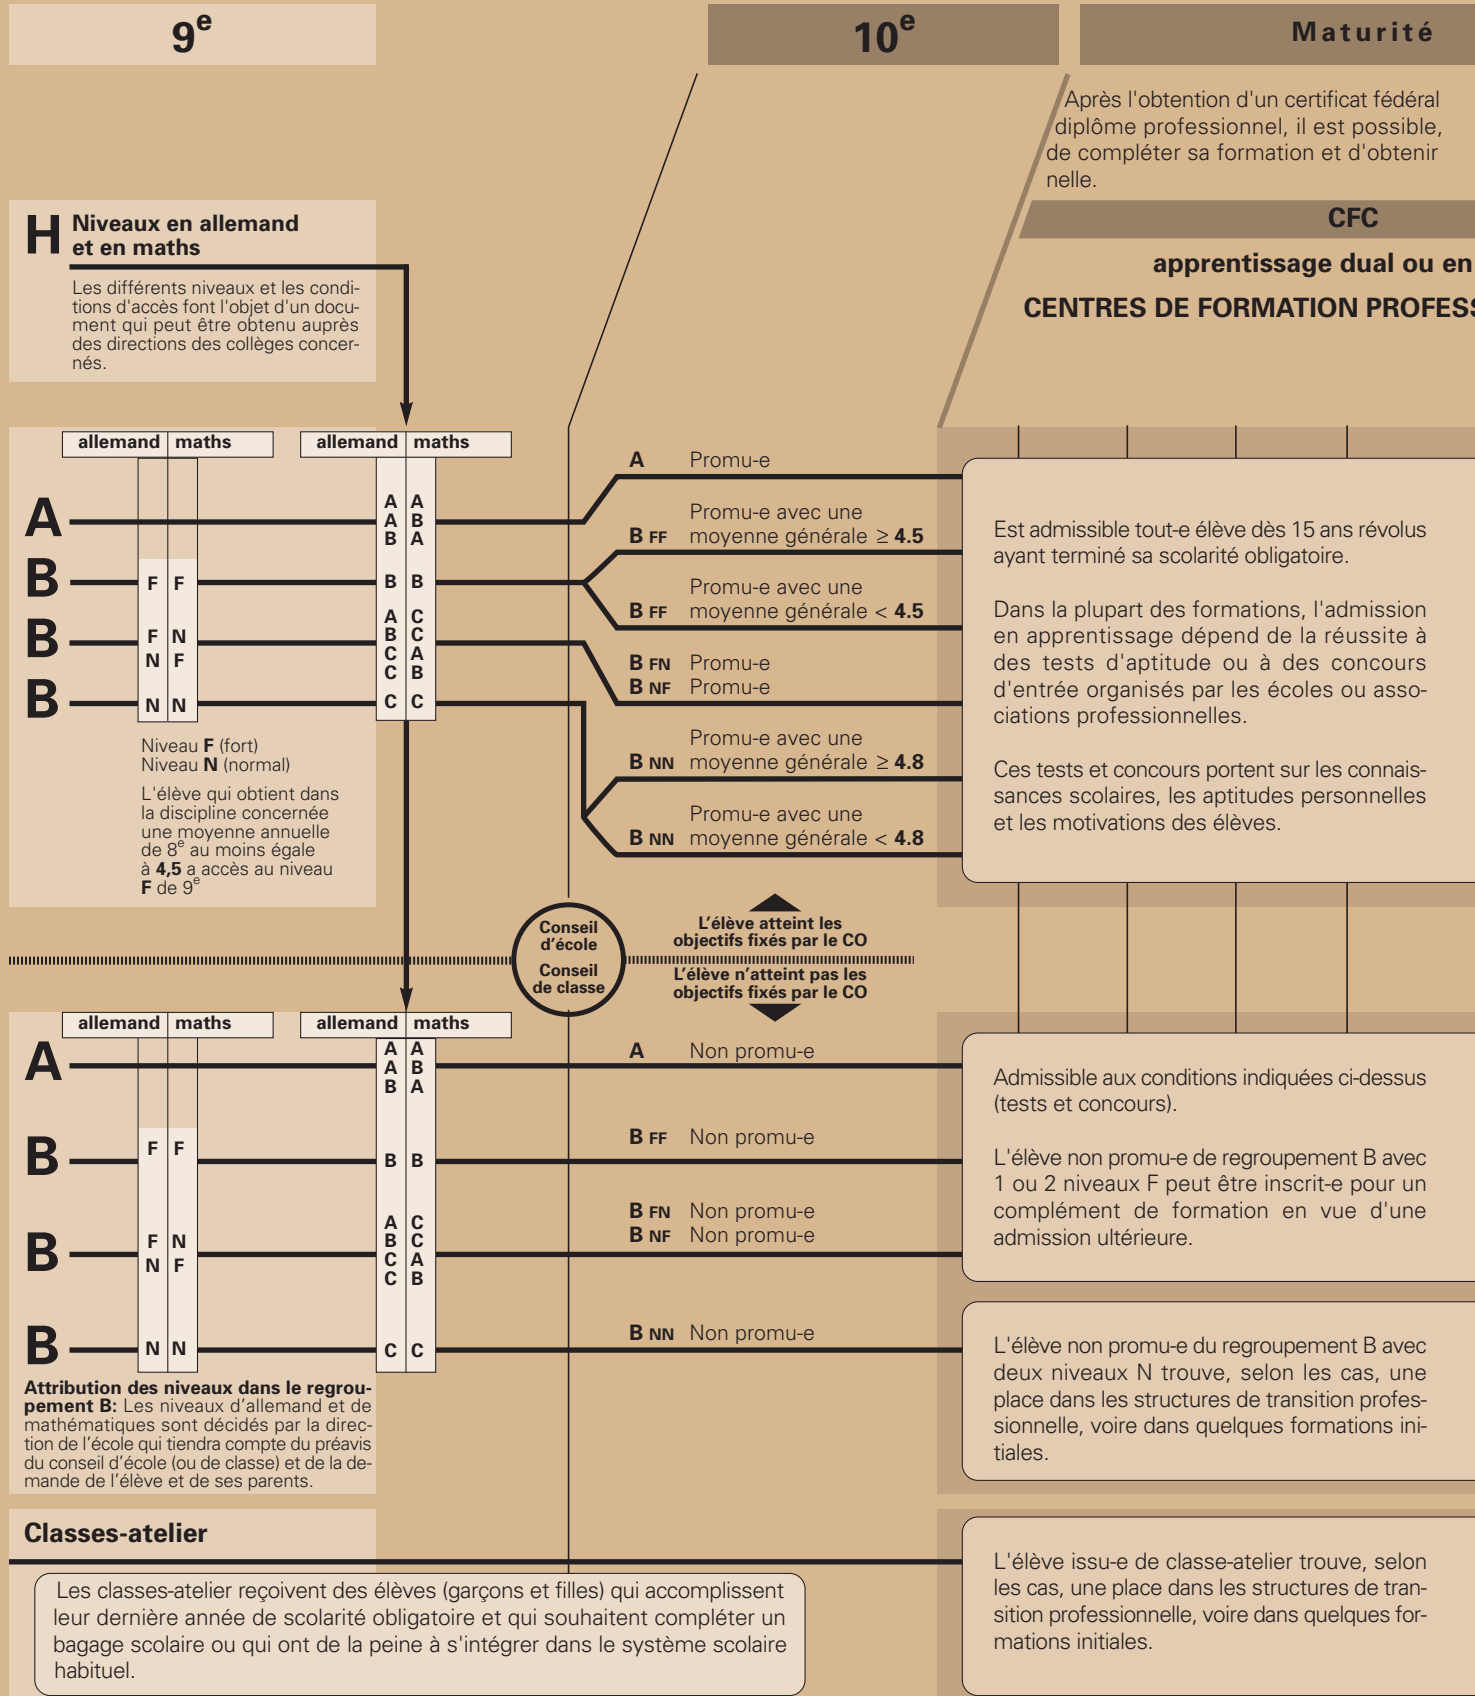 9e
10e
Maturité
Après l'obtention d'un certificat fédéral
diplôme professionnel, il est possible,
de compléter sa formation et d'obtenir
nelle.
CFC
apprentissage dual ou en
CENTRES DE FORMATION PROFESS
H Niveaux en allemand
et en maths
Les différents niveaux et les condi-
tions d'accès font l'objet d'un docu-
ment qui peut être obtenu auprès
des directions des collèges concer-
nés.
allemand maths
allemand maths
A
A A
A B
B A
B
F F
B B
B
F N
N F
A C
B C
C A
C B
B
N N
C C
Niveau F (fort)
Niveau N (normal)
L'élève qui obtient dans
la discipline concernée
une moyenne annuelle
de 8e au moins égale
à 4,5 a accès au niveau
F de 9e
A Promu-e
Promu-e avec une
B FF moyenne générale ≥ 4.5
Promu-e avec une
B FF moyenne générale < 4.5
B FN Promu-e
B NF Promu-e
Promu-e avec une
B NN moyenne générale ≥ 4.8
Promu-e avec une
B NN moyenne générale < 4.8
Est admissible tout-e élève dès 15 ans révolus
ayant terminé sa scolarité obligatoire.
Dans la plupart des formations, l'admission
en apprentissage dépend de la réussite à
des tests d'aptitude ou à des concours
d'entrée organisés par les écoles ou asso-
ciations professionnelles.
Ces tests et concours portent sur les connais-
sances scolaires, les aptitudes personnelles
et les motivations des élèves.
Conseil
d'école
Conseil
de classe
L'élève atteint les
objectifs fixés par le CO
L'élève n'atteint pas les
objectifs fixés par le CO
allemand maths
allemand maths
A
A A
A B
B A
B
F F
B B
B
F N
N F
A C
B C
C A
C B
B
N N
C C
A Non promu-e
B FF Non promu-e
B FN Non promu-e
B NF Non promu-e
B NN Non promu-e
Admissible aux conditions indiquées ci-dessus
(tests et concours).
L'élève non promu-e de regroupement B avec
1 ou 2 niveaux F peut être inscrit-e pour un
complément de formation en vue d'une
admission ultérieure.
L'élève non promu-e du regroupement B avec
deux niveaux N trouve, selon les cas, une
place dans les structures de transition profes-
sionnelle, voire dans quelques formations ini-
tiales.
Attribution des niveaux dans le regrou-
pement B: Les niveaux d'allemand et de
mathématiques sont décidés par la direc-
tion de l'école qui tiendra compte du préavis
du conseil d'école (ou de classe) et de la de-
mande de l'élève et de ses parents.
Classes-atelier
Les classes-atelier reçoivent des élèves (garçons et filles) qui accomplissent
leur dernière année de scolarité obligatoire et qui souhaitent compléter un
bagage scolaire ou qui ont de la peine à s'intégrer dans le système scolaire
habituel.
L'élève issu-e de classe-atelier trouve, selon
les cas, une place dans les structures de tran-
sition professionnelle, voire dans quelques for-
mations initiales.